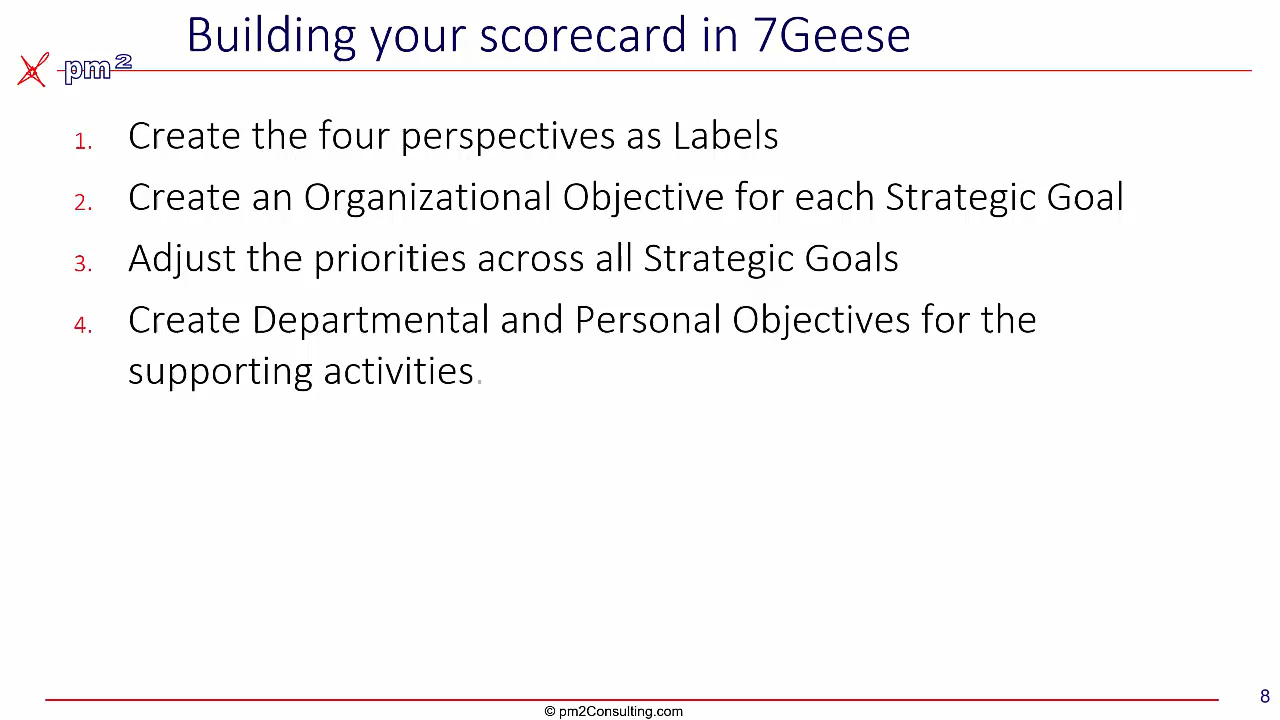 Building your scorecard in 7Geese
pm²
1. Create the four perspectives as Labels
2. Create an Organizational Objective for each Strategic Goal
3. Adjust the priorities across all Strategic Goals
4. Create Departmental and Personal Objectives for the
supporting activities.
8
© pm2Consulting.com